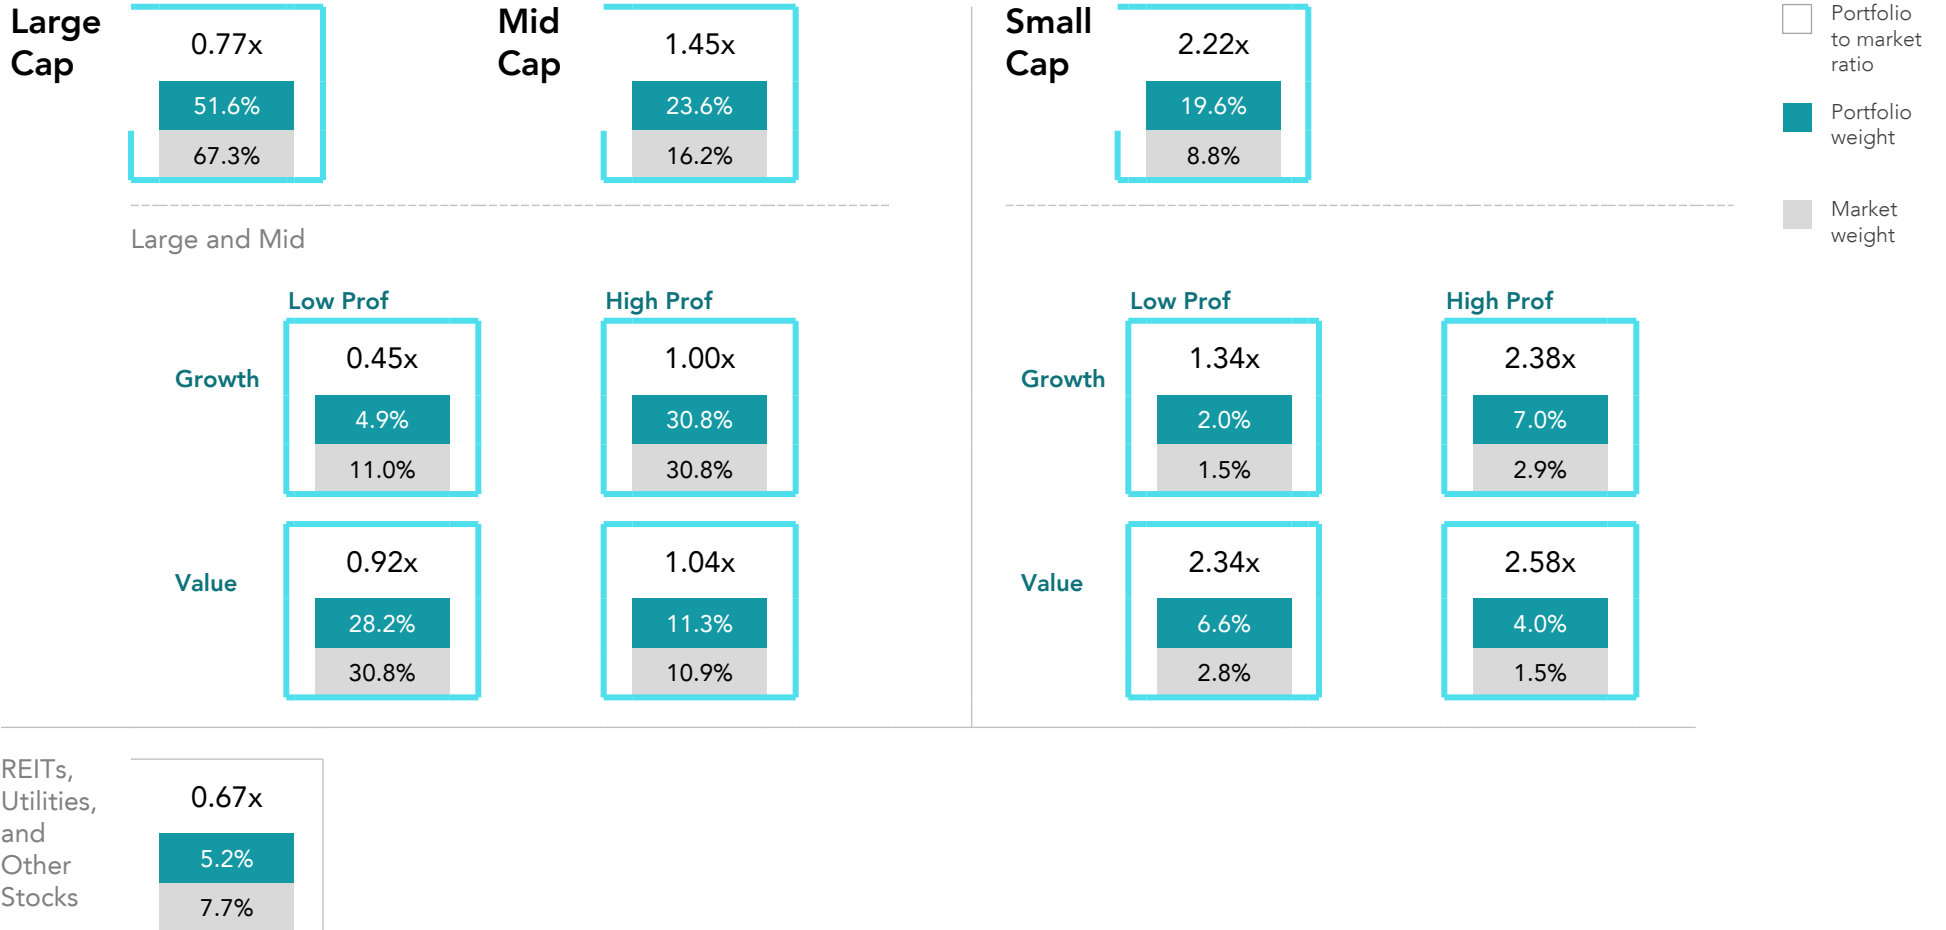 Large
Cap
0.77x
51.6%
67.3%
Mid
Cap
1.45x
23.6%
16.2%
Small
Cap
2.22x
19.6%
8.8%
Portfolio
to market
ratio
Portfolio
weight
Market
weight
Large and Mid
Low Prof
High Prof
Growth
0.45x
4.9%
11.0%
1.00x
30.8%
30.8%
Value
0.92x
28.2%
30.8%
1.04x
11.3%
10.9%
Low Prof
High Prof
Growth
1.34x
2.0%
1.5%
2.38x
7.0%
2.9%
Value
2.34x
6.6%
2.8%
2.58x
4.0%
1.5%
REITs,
Utilities,
and
Other
Stocks
0.67x
5.2%
7.7%